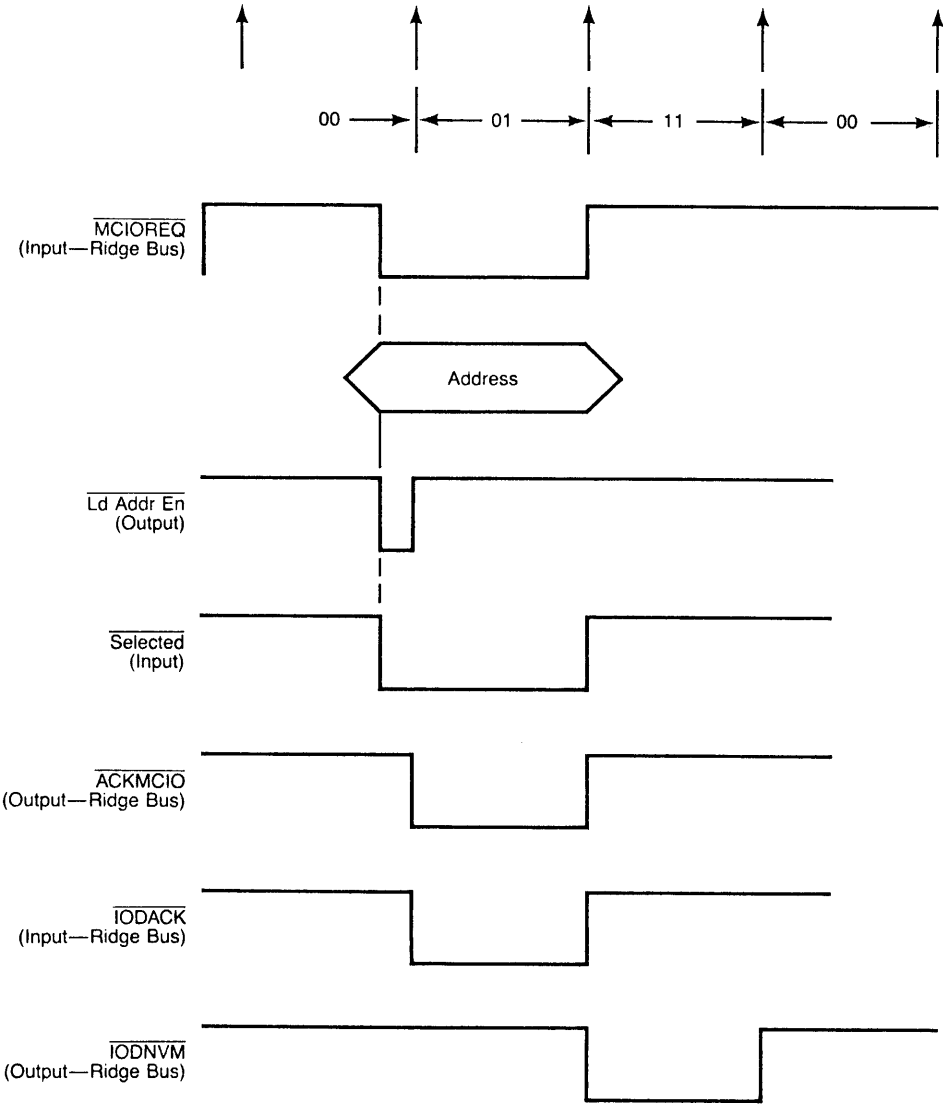 00 01 11 00
MCIOREQ
(Input—Ridge Bus)
Address
Ld Addr En
(Output)
Selected
(Input)
ACKMCIO
(Output—Ridge Bus)
IODACK
(Input—Ridge Bus)
IODNVM
(Output—Ridge Bus)